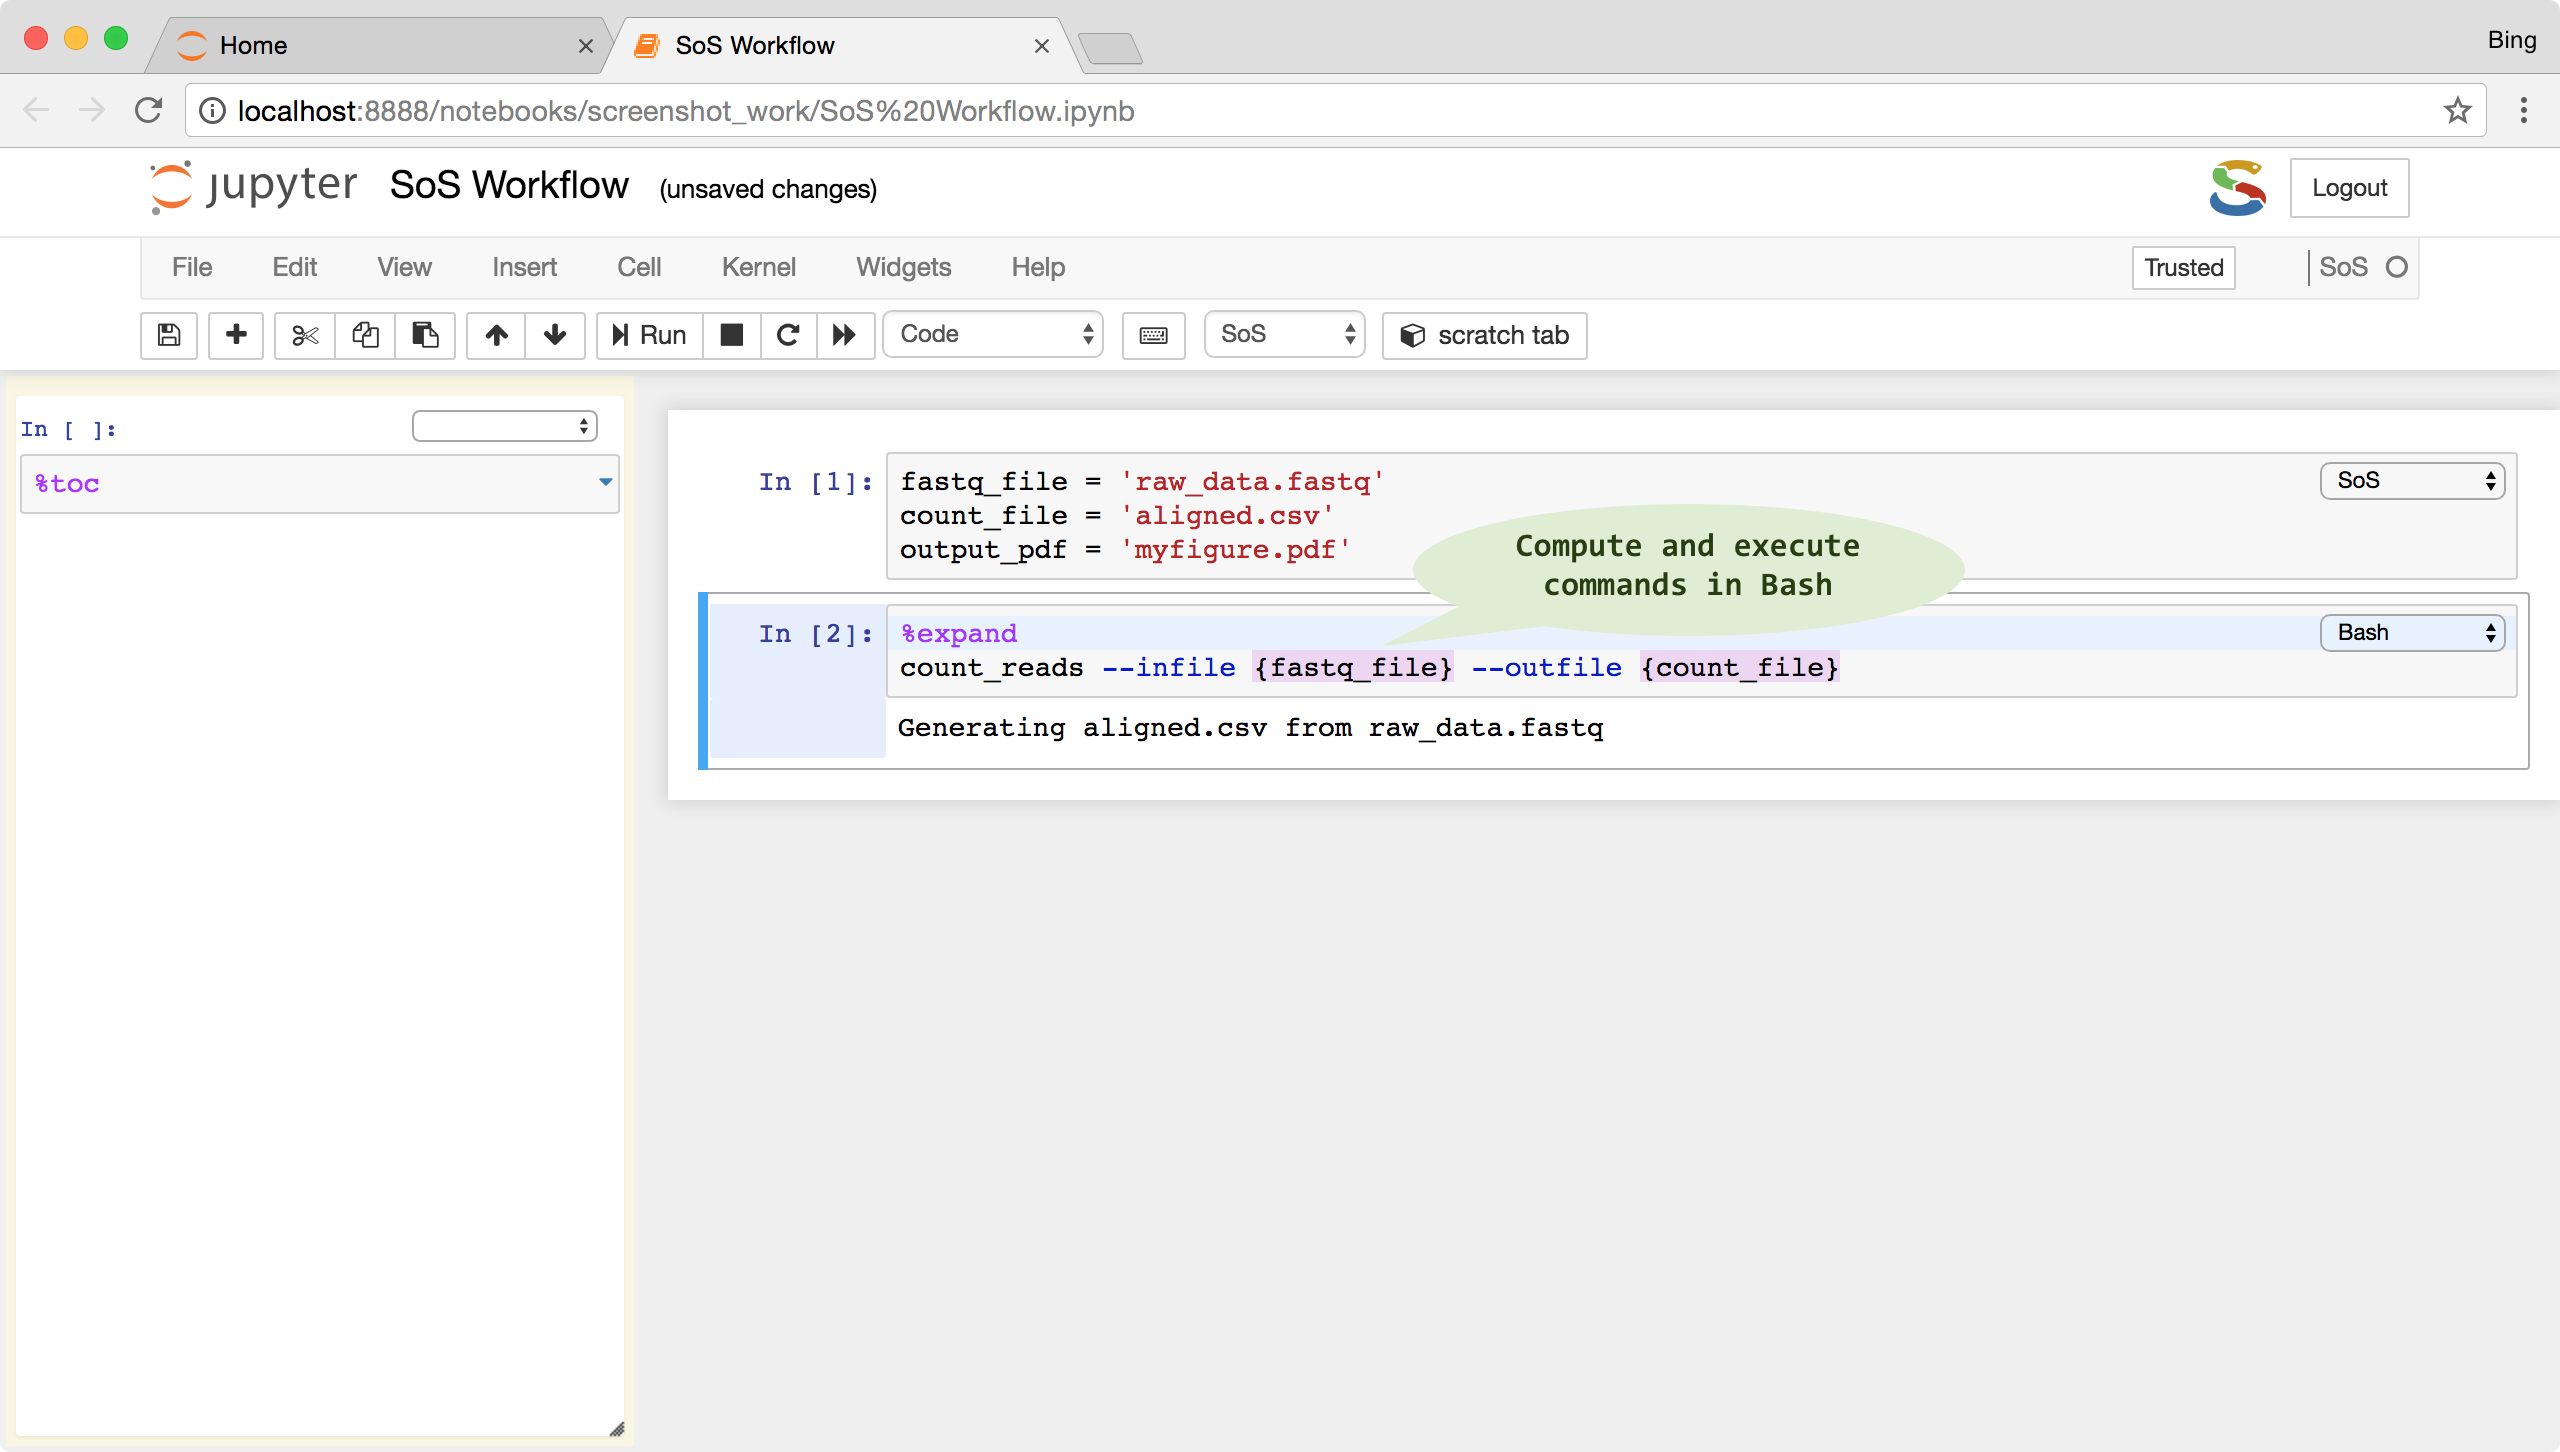 Home
SoS Workflow
Bing
localhost:8888/notebooks/screenshot_work/SoS%20Workflow.ipynb
jupyter SoS Workflow (unsaved changes)
Logout
File Edit View Insert Cell Kernel Widgets Help
Trusted
SoS
Run
Code
SoS
scratch tab
In [ ]:
%toc
In [1]:
fastq_file = 'raw_data.fastq'
count_file = 'aligned.csv'
output_pdf = 'myfigure.pdf'
SoS
Compute and execute
commands in Bash
In [2]:
%expand
Bash
count_reads --infile {fastq_file} --outfile {count_file}
Generating aligned.csv from raw_data.fastq